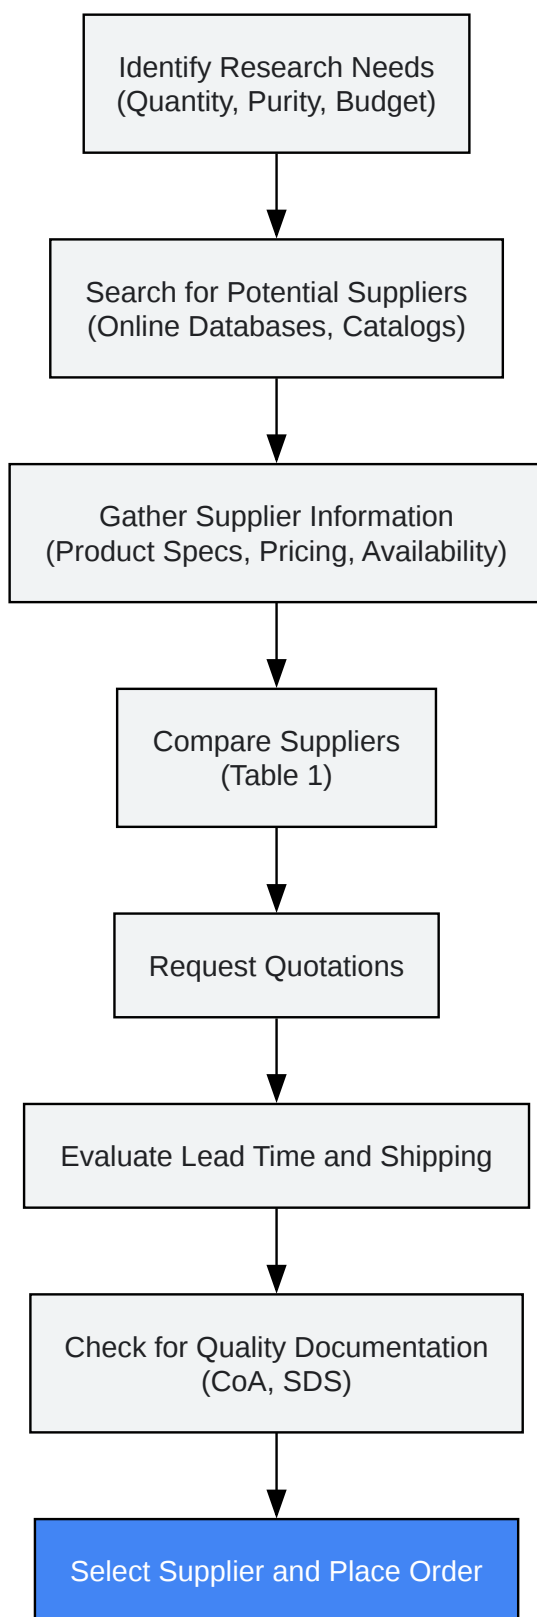 Identify Research Needs
(Quantity, Purity, Budget)
Search for Potential Suppliers
(Online Databases, Catalogs)
Gather Supplier Information
(Product Specs, Pricing, Availability)
Compare Suppliers
(Table 1)
Request Quotations
Evaluate Lead Time and Shipping
Check for Quality Documentation
(CoA, SDS)
Select Supplier and Place Order